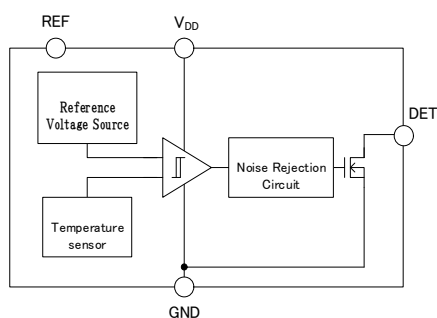 REF
VDD
Reference
Voltage Source
DET
Noise Rejection
Circuit
Temperature
sensor
GND